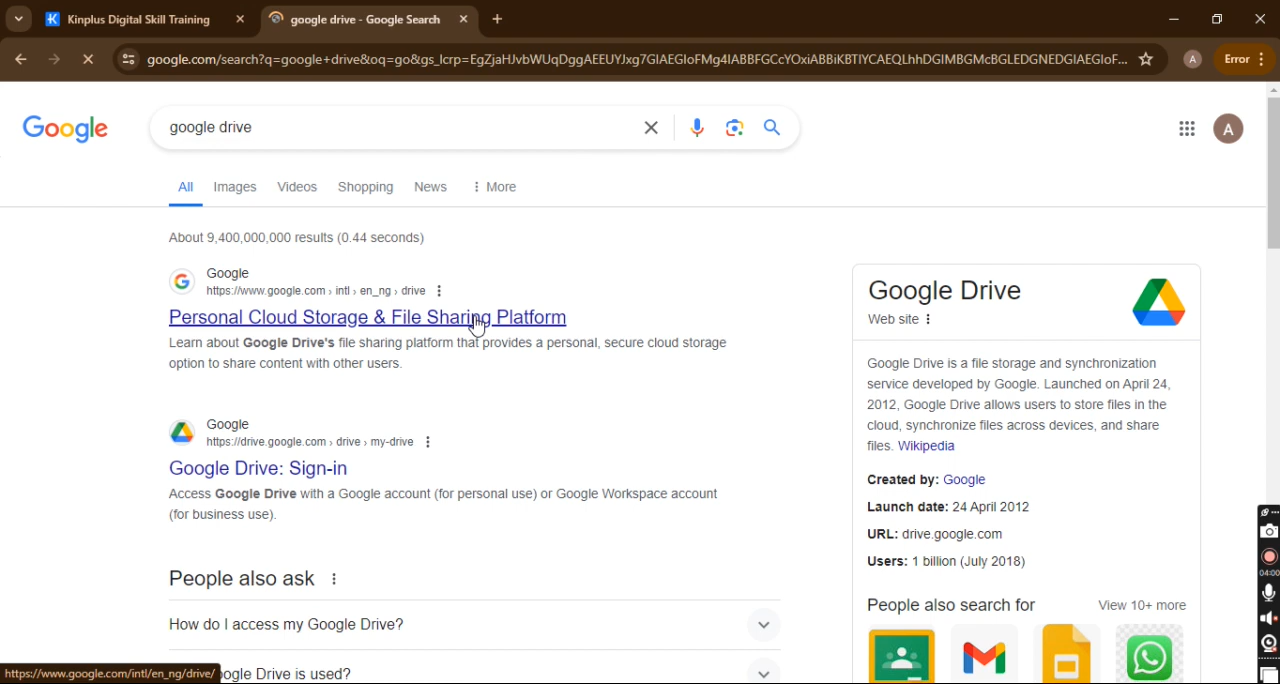 Kinplus Digital Skill Training
google drive - Google Search
google.com/search?q=google+drive&oq=go&gs_lcrp=EgZjaHJvbWUqDggAEEUYJxg7GIAEGIoFMg4IABBFGCcYOxiABBiKBTIYCAEQLhhDGIMBGMcBGLEDGNEDGIAEGIoF...
A
Error
Google
google drive
A
All
Images
Videos
Shopping
News
More
About 9,400,000,000 results (0.44 seconds)
Google
https://www.google.com › intl › en_ng › drive
Personal Cloud Storage & File Sharing Platform
Learn about Google Drive's file sharing platform that provides a personal, secure cloud storage
option to share content with other users.
Google
https://drive.google.com › drive › my-drive
Google Drive: Sign-in
Access Google Drive with a Google account (for personal use) or Google Workspace account
(for business use).
People also ask
How do I access my Google Drive?
ogle Drive is used?
https://www.google.com/intl/en_ng/drive/
Google Drive
Web site
Google Drive is a file storage and synchronization
service developed by Google. Launched on April 24,
2012, Google Drive allows users to store files in the
cloud, synchronize files across devices, and share
files. Wikipedia
Created by: Google
Launch date: 24 April 2012
URL: drive.google.com
Users: 1 billion (July 2018)
People also search for
View 10+ more
04:00